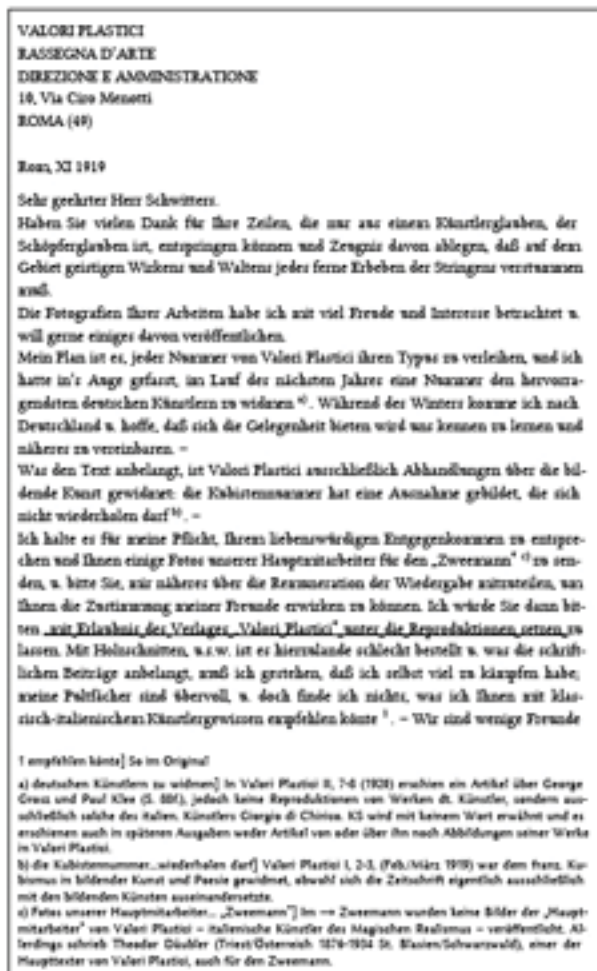 VALORI PLASTICI
RASSEGNA D'ARTE
DIREZIONE E AMMINISTRATIONE
10, Via Ciro Menotti
ROMA (49)
Rom, XI 1919
Sehr geehrter Herr Schwitters.
Haben Sie vielen Dank für Ihre Zeilen, die nur aus einem Künstlerglauben, der
Schöpferglauben ist, entspringen können und Zeugnis davon ablegen, daß auf dem
Gebiet geistigen Wirkens und Waltens jedes ferne Erbeben der Stringens verstummen
muß.
Die Fotografien Ihrer Arbeiten habe ich mit viel Freude und Interesse betrachtet u.
will gerne einiges davon veröffentlichen.
Mein Plan ist es, jeder Nummer von Valori Plastici ihren Typus zu verleihen, und ich
hatte in's Auge gefasst, im Lauf des nächsten Jahres eine Nummer den hervorra-
gendsten deutschen Künstlern zu widmen a). Während des Winters komme ich nach
Deutschland u. hoffe, daß sich die Gelegenheit bieten wird uns kennen zu lernen und
näheres zu vereinbaren. –
Was den Text anbelangt, ist Valori Plastici ausschließlich Abhandlungen über die bil-
dende Kunst gewidmet: die Kubistennummer hat eine Ausnahme gebildet, die sich
nicht wiederholen darf b). –
Ich halte es für meine Pflicht, Ihrem liebenswürdigen Entgegenkommen zu entspre-
chen und Ihnen einige Fotos unserer Hauptmitarbeiter für den „Zweemann“ c) zu sen-
den, u. bitte Sie, mir näheres über die Remuneration der Wiedergabe mitzuteilen, um
Ihnen die Zustimmung meiner Freunde erwirken zu können. Ich würde Sie dann bit-
ten „mit Erlaubnis des Verlages „Valori Plastici“ unter die Reproduktionen setzen zu
lassen. Mit Holzschnitten, u.s.w. ist es hierzulande schlecht bestellt u. was die schrift-
lichen Beiträge anbelangt, muß ich gestehen, daß ich selbst viel zu kämpfen habe;
meine Pultfächer sind übervoll, u. doch finde ich nichts, was ich Ihnen mit klas-
sisch-italienischem Künstlergewissen empfehlen könte 1. – Wir sind wenige Freunde
1 empfehlen könte] So im Original
a) deutschen Künstlern zu widmen] In Valori Plastici II, 7-8 (1920) erschien ein Artikel über George
Grosz und Paul Klee (S. 88f.), jedoch keine Reproduktionen von Werken dt. Künstler, sondern aus-
schließlich solche des italien. Künstlers Giorgio di Chirico. KS wird mit keinem Wort erwähnt und es
erschienen auch in späteren Ausgaben weder Artikel von oder über ihn noch Abbildungen seiner Werke
in Valori Plastici.
b) die Kubistennummer...wiederholen darf] Valori Plastici I, 2-3, (Feb./März 1919) war dem franz. Ku-
bismus in bildender Kunst und Poesie gewidmet, obwohl sich die Zeitschrift eigentlich ausschließlich
mit den bildenden Künsten auseinandersetzte.
c) Fotos unserer Hauptmitarbeiter... „Zweemann“] Im → Zweemann wurden keine Bilder der „Haupt-
mitarbeiter“ von Valori Plastici – italienische Künstler des Magischen Realismus – veröffentlicht. Al-
lerdings schrieb Theodor Däubler (Triest/Österreich 1876-1934 St. Blasien/Schwarzwald), einer der
Haupttexter von Valori Plastici, auch für den Zweemann.